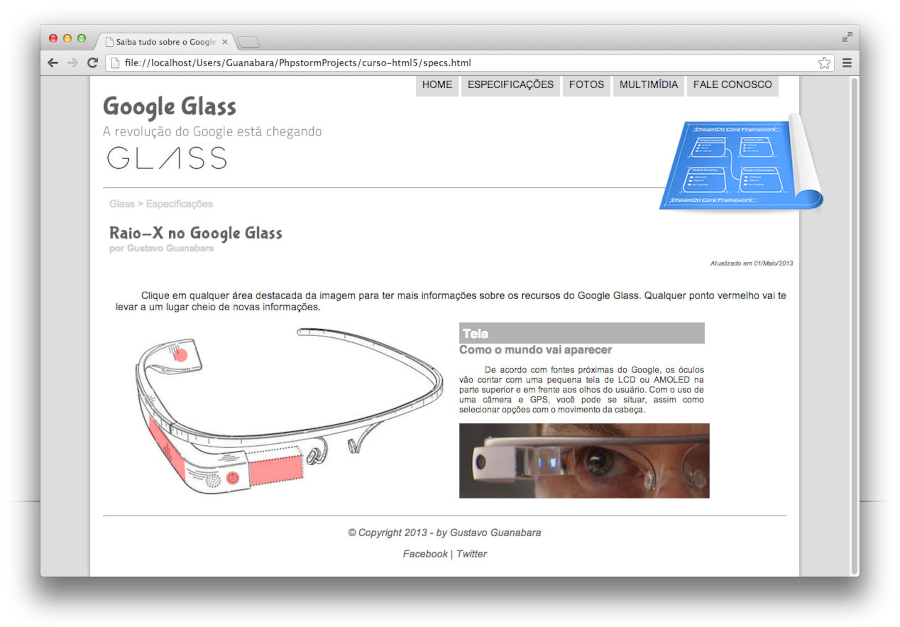 Saiba tudo sobre o Google
file://localhost/Users/Guanabara/PhpstormProjects/curso-html5/specs.html
HOME ESPECIFICAÇÕES FOTOS MULTIMÍDIA FALE CONOSCO
Google Glass
A revolução do Google está chegando
GLASS
DreamOn Core Framework
DreamOn Core Framework
Glass > Especificações
Raio-X no Google Glass
por Gustavo Guanabara
Atualizado em 01/Maio/2013
Clique em qualquer área destacada da imagem para ter mais informações sobre os recursos do Google Glass. Qualquer ponto vermelho vai te
levar a um lugar cheio de novas informações.
Tela
Como o mundo vai aparecer
De acordo com fontes próximas do Google, os óculos
vão contar com uma pequena tela de LCD ou AMOLED na
parte superior e em frente aos olhos do usuário. Com o uso de
uma câmera e GPS, você pode se situar, assim como
selecionar opções com o movimento da cabeça.
© Copyright 2013 - by Gustavo Guanabara
Facebook | Twitter